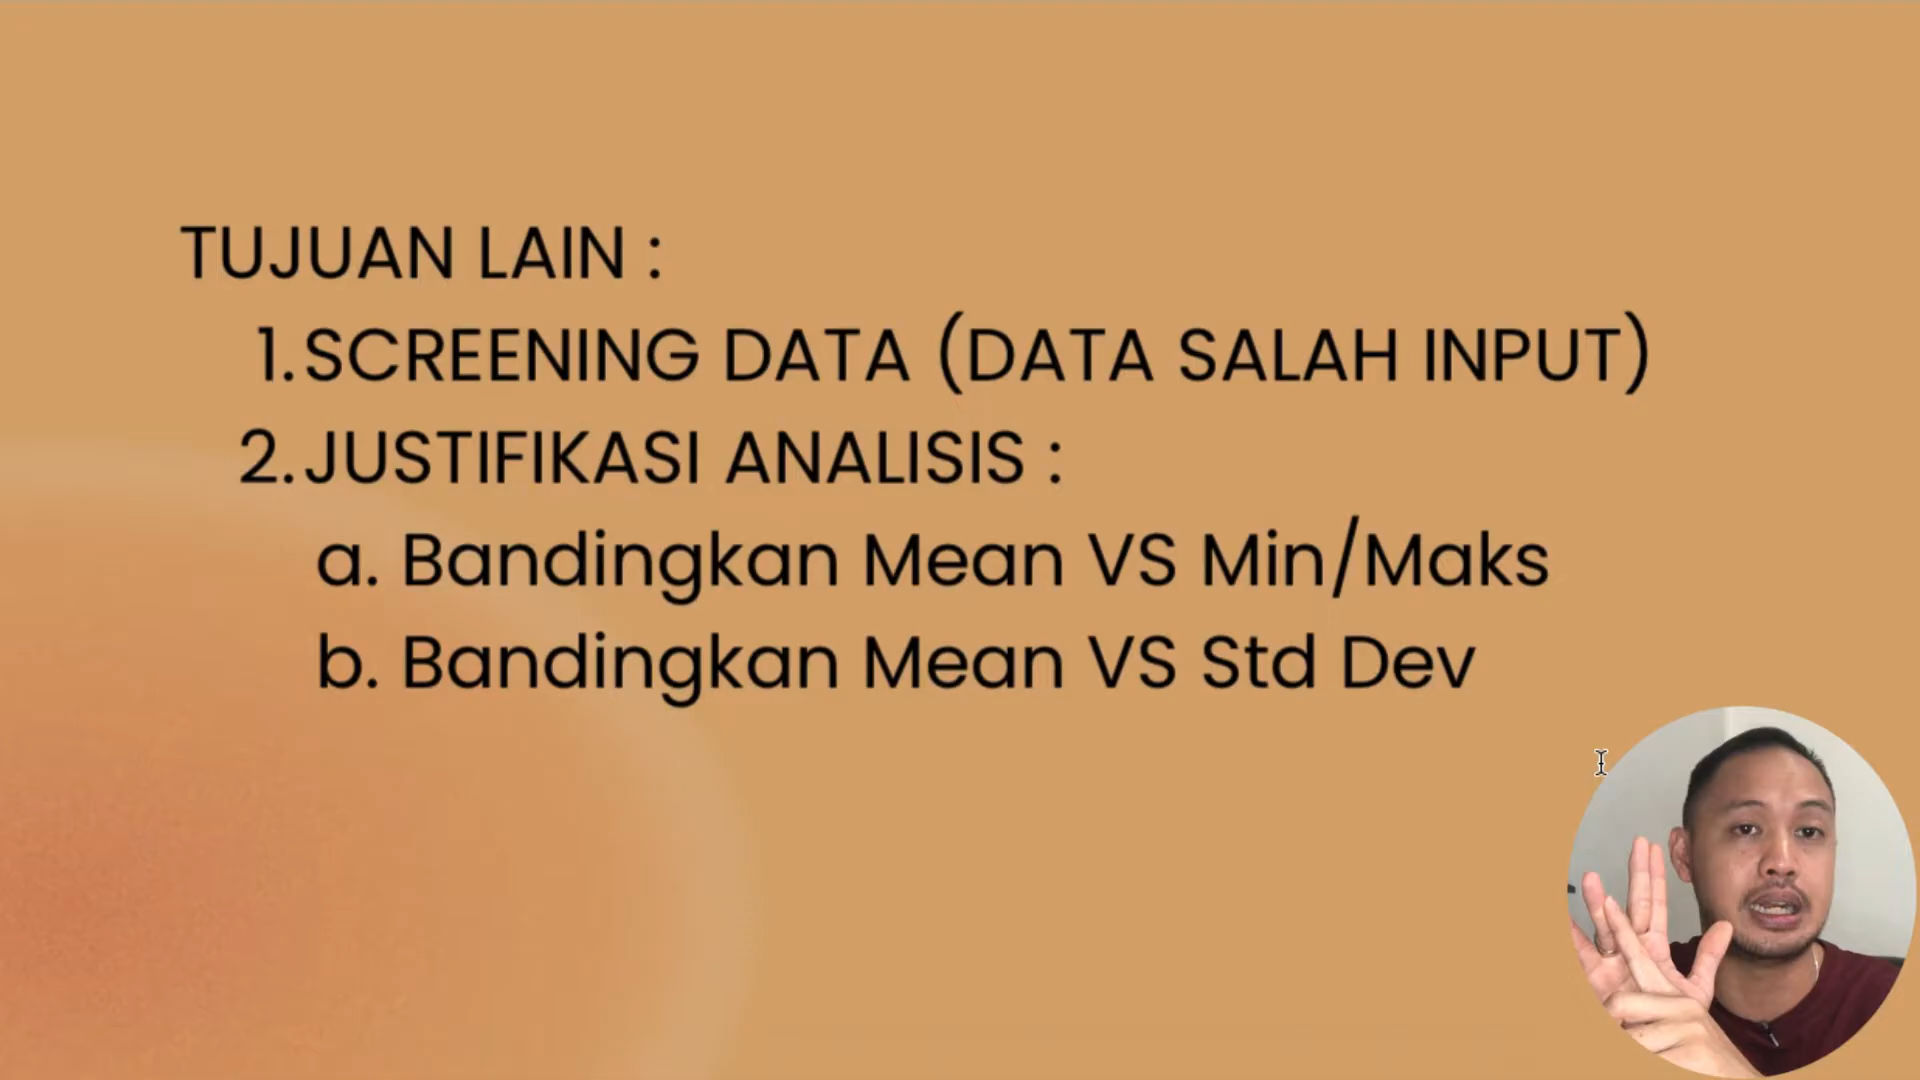 TUJUAN LAIN :
1. SCREENING DATA (DATA SALAH INPUT)
2. JUSTIFIKASI ANALISIS :
a. Bandingkan Mean VS Min/Maks
b. Bandingkan Mean VS Std Dev